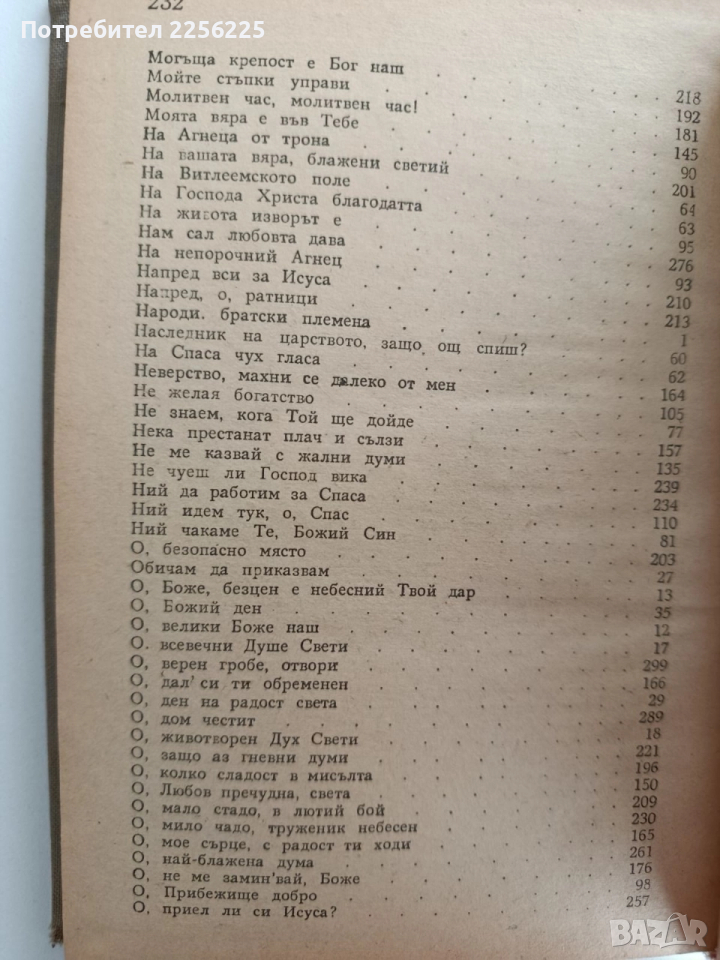 232
Могъща крепост е Бог наш 218
Мойте стъпки управи 192
Молитвен час, молитвен час! 181
Моята вяра е във Тебе 145
На Агнеца от трона 90
На вашата вяра, блажени светий 201
На Витлеемското поле 64
На Господа Христа благодатта 63
На живота изворът е 95
Нам сал любовта дава 276
На непорочний Агнец 93
Напред вси за Исуса 210
Напред, о, ратници 213
Народи. братски племена 1
Наследник на царството, защо ощ спиш? 60
На Спаса чух гласа 62
Неверство, махни се далеко от мен 164
Не желая богатство 105
Не знаем, кога Той ще дойде 77
Нека престанат плач и сълзи 157
Не ме казвай с жални думи 135
Не чуеш ли Господ вика 239
Ний да работим за Спаса 234
Ний идем тук, о, Спас 110
Ний чакаме Те, Божий Син 81
О, безопасно място 203
Обичам да приказвам 27
О, Боже, безцен е небесний Твой дар 13
О, Божий ден 35
О, велики Боже наш 12
О. всевечни Душе Свети 17
О, верен гробе, отвори 299
О, дал' си ти обременен 166
О, ден на радост света 29
О, дом честит 289
О, животворен Дух Свети 18
О, защо аз гневни думи 221
О, колко сладост в мисълта 196
О, Любов пречудна, света 150
О, мало стадо, в лютий бой 209
О, мило чадо, труженик небесен 230
О, мое сърце, с радост ти ходи 165
О, най-блажена дума 261
О, не ме замин'вай, Боже 176
О, Прибежище добро 98
О, приел ли си Исуса? 257
Потребител 2256225
BAZAR